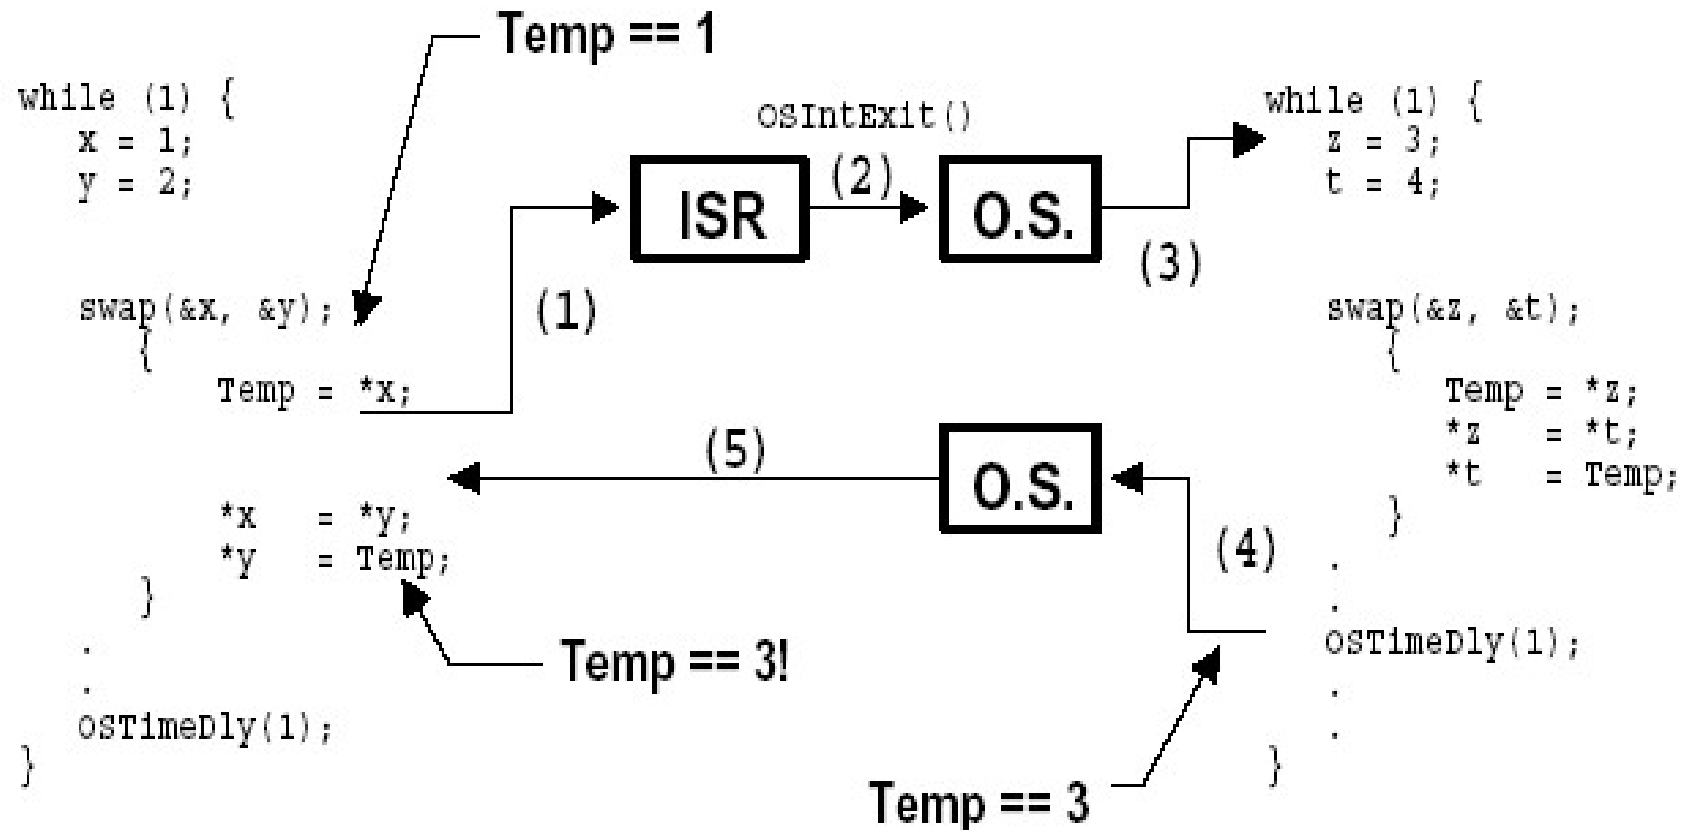 Temp == 1
while (1) {
x = 1;
y = 2;
swap(&x, &y);
{
Temp = *x;
*x = *y;
*y = Temp;
}
.
.
OSTimeDly(1);
}
(1)
ISR
OSIntExit()
(2)
O.S.
(3)
while (1) {
z = 3;
t = 4;
swap(&z, &t);
{
Temp = *z;
*z = *t;
*t = Temp;
}
.
.
OSTimeDly(1);
.
.
}
(4)
O.S.
(5)
Temp == 3!
Temp == 3